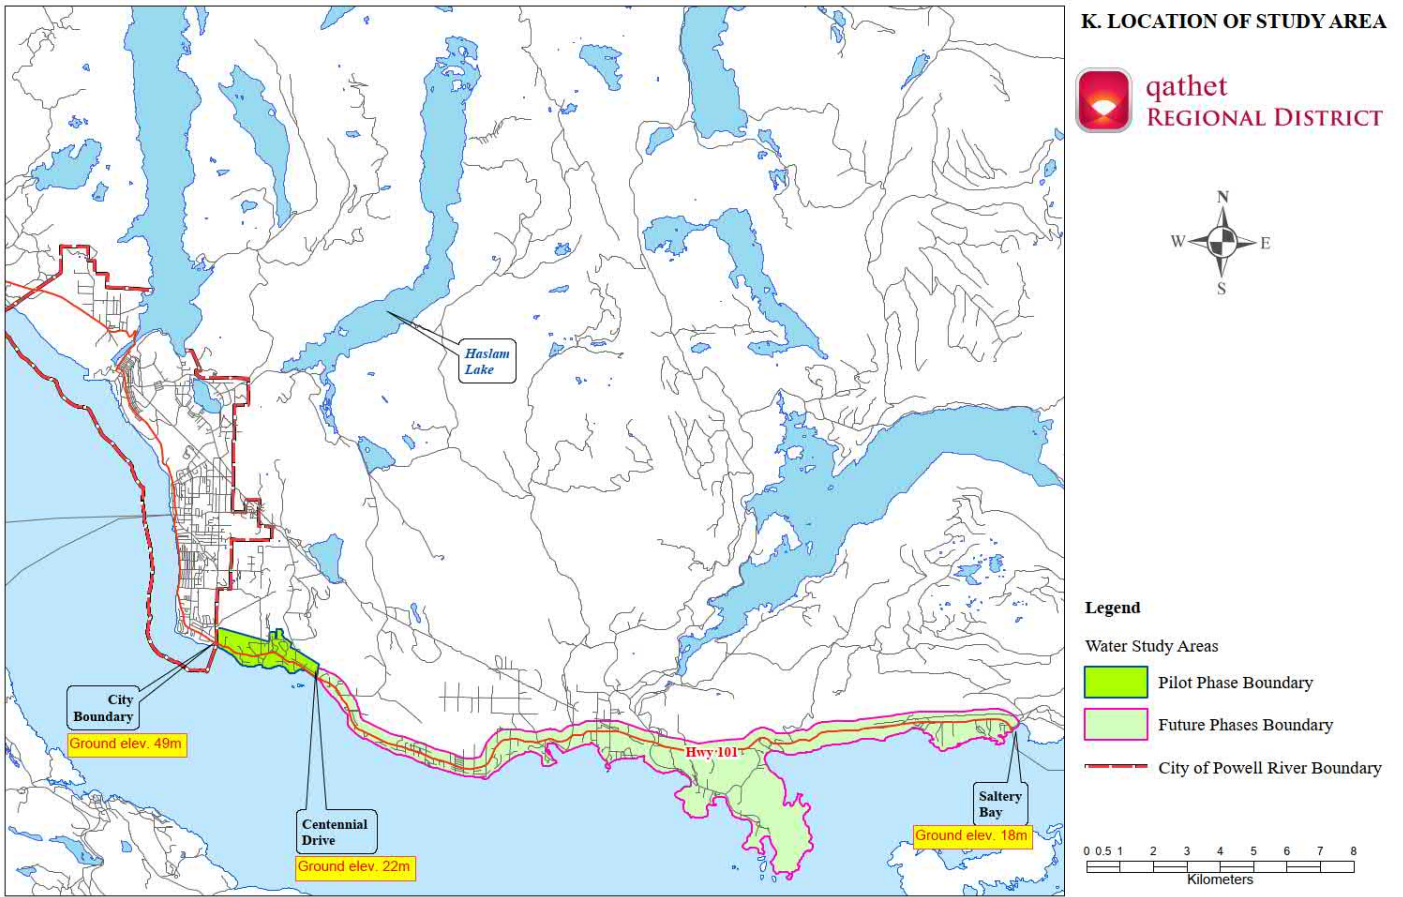 K. LOCATION OF STUDY AREA
qathet
REGIONAL DISTRICT
N
W
E
S
Haslam
Lake
City
Boundary
Ground elev. 49m
Hwy 101
Centennial
Drive
Ground elev. 22m
Saltery
Bay
Ground elev. 18m
Legend
Water Study Areas
Pilot Phase Boundary
Future Phases Boundary
City of Powell River Boundary
0 0.5 1 2 3 4 5 6 7 8
Kilometers